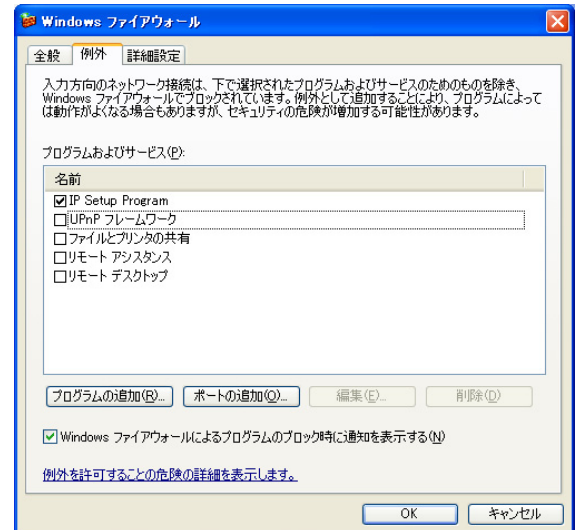 Windows ファイアウォール
全般 例外 詳細設定
入力方向のネットワーク接続は、下で選択されたプログラムおよびサービスのためのものを除き、
Windows ファイアウォールでブロックされています。例外として追加することにより、プログラムによって
は動作がよくなる場合もありますが、セキュリティの危険が増加する可能性があります。
プログラムおよびサービス(P):
名前
IP Setup Program
UPnP フレームワーク
ファイルとプリンタの共有
リモート アシスタンス
リモート デスクトップ
プログラムの追加(R)... ポートの追加(O)... 編集(E)... 削除(D)
Windows ファイアウォールによるプログラムのブロック時に通知を表示する(N)
例外を許可することの危険の詳細を表示します。
OK キャンセル